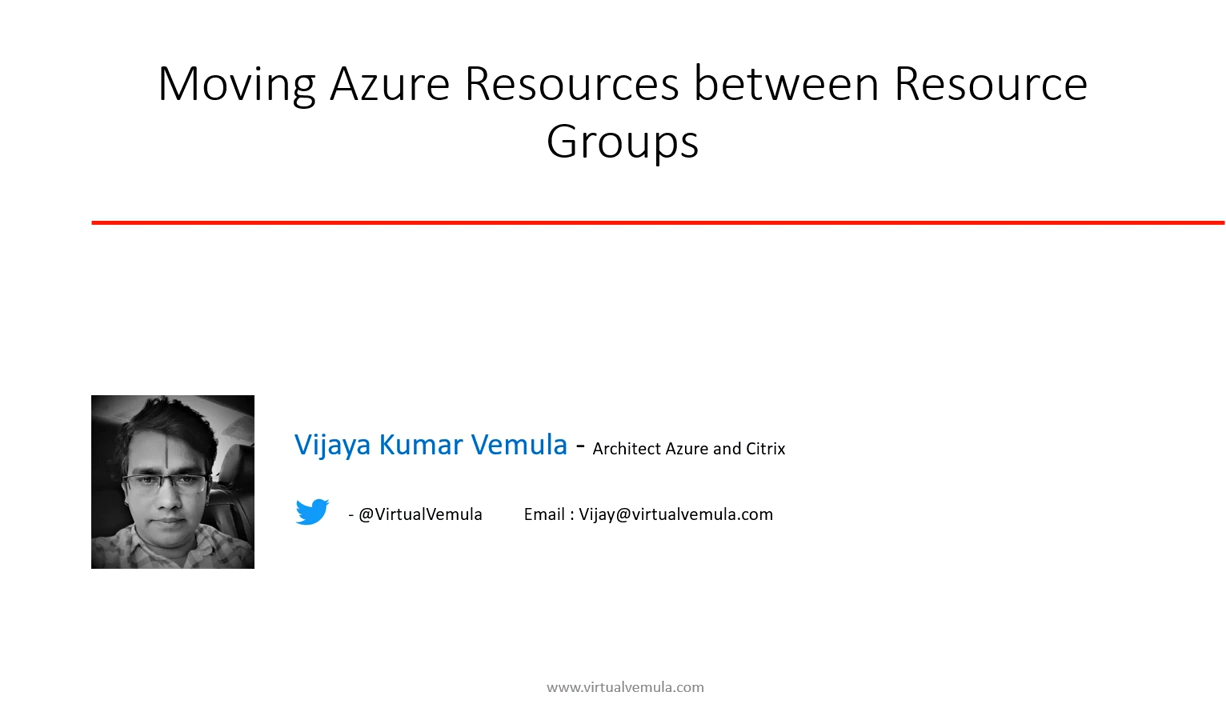 Moving Azure Resources between Resource
Groups
Vijaya Kumar Vemula - Architect Azure and Citrix
- @VirtualVemula Email : Vijay@virtualvemula.com
www.virtualvemula.com